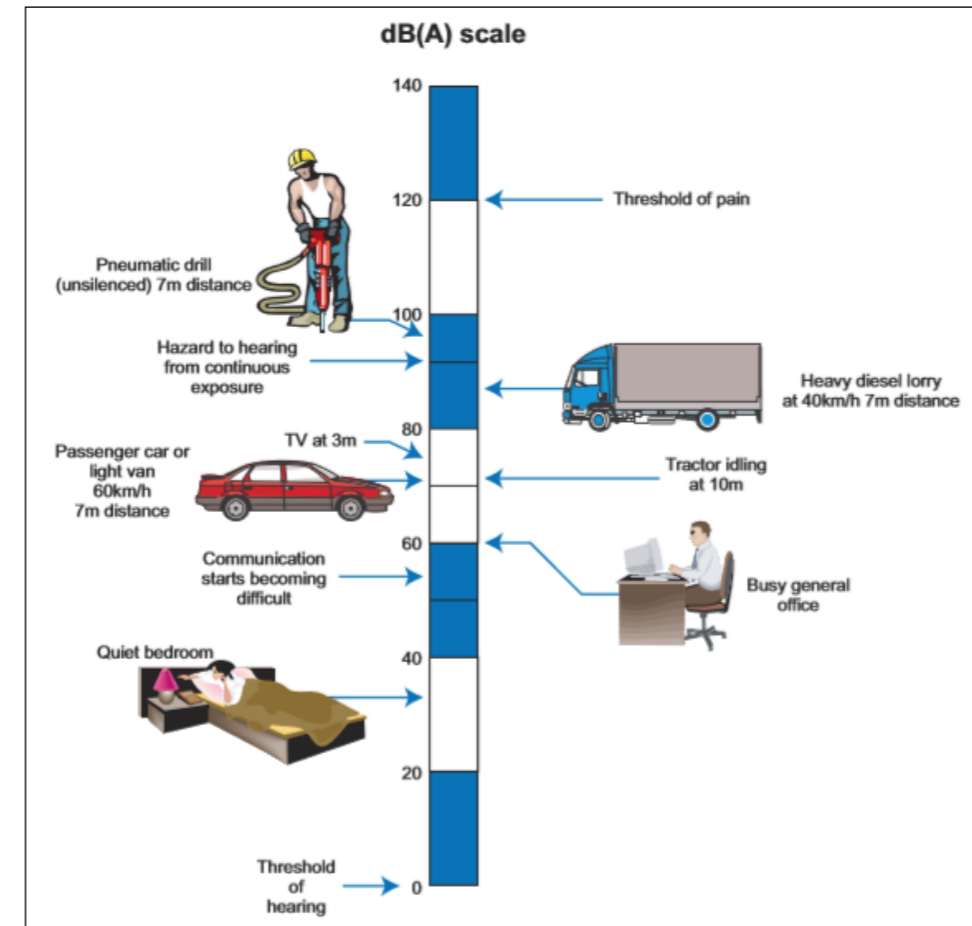 dB(A) scale
140
120
Threshold of pain
Pneumatic drill
(unsilenced) 7m distance
100
Hazard to hearing
from continuous
exposure
Heavy diesel lorry
at 40km/h 7m distance
80
TV at 3m
Passenger car or
light van
60km/h
7m distance
Tractor idling
at 10m
60
Communication
starts becoming
difficult
Busy general
office
40
Quiet bedroom
20
Threshold
of
hearing
0